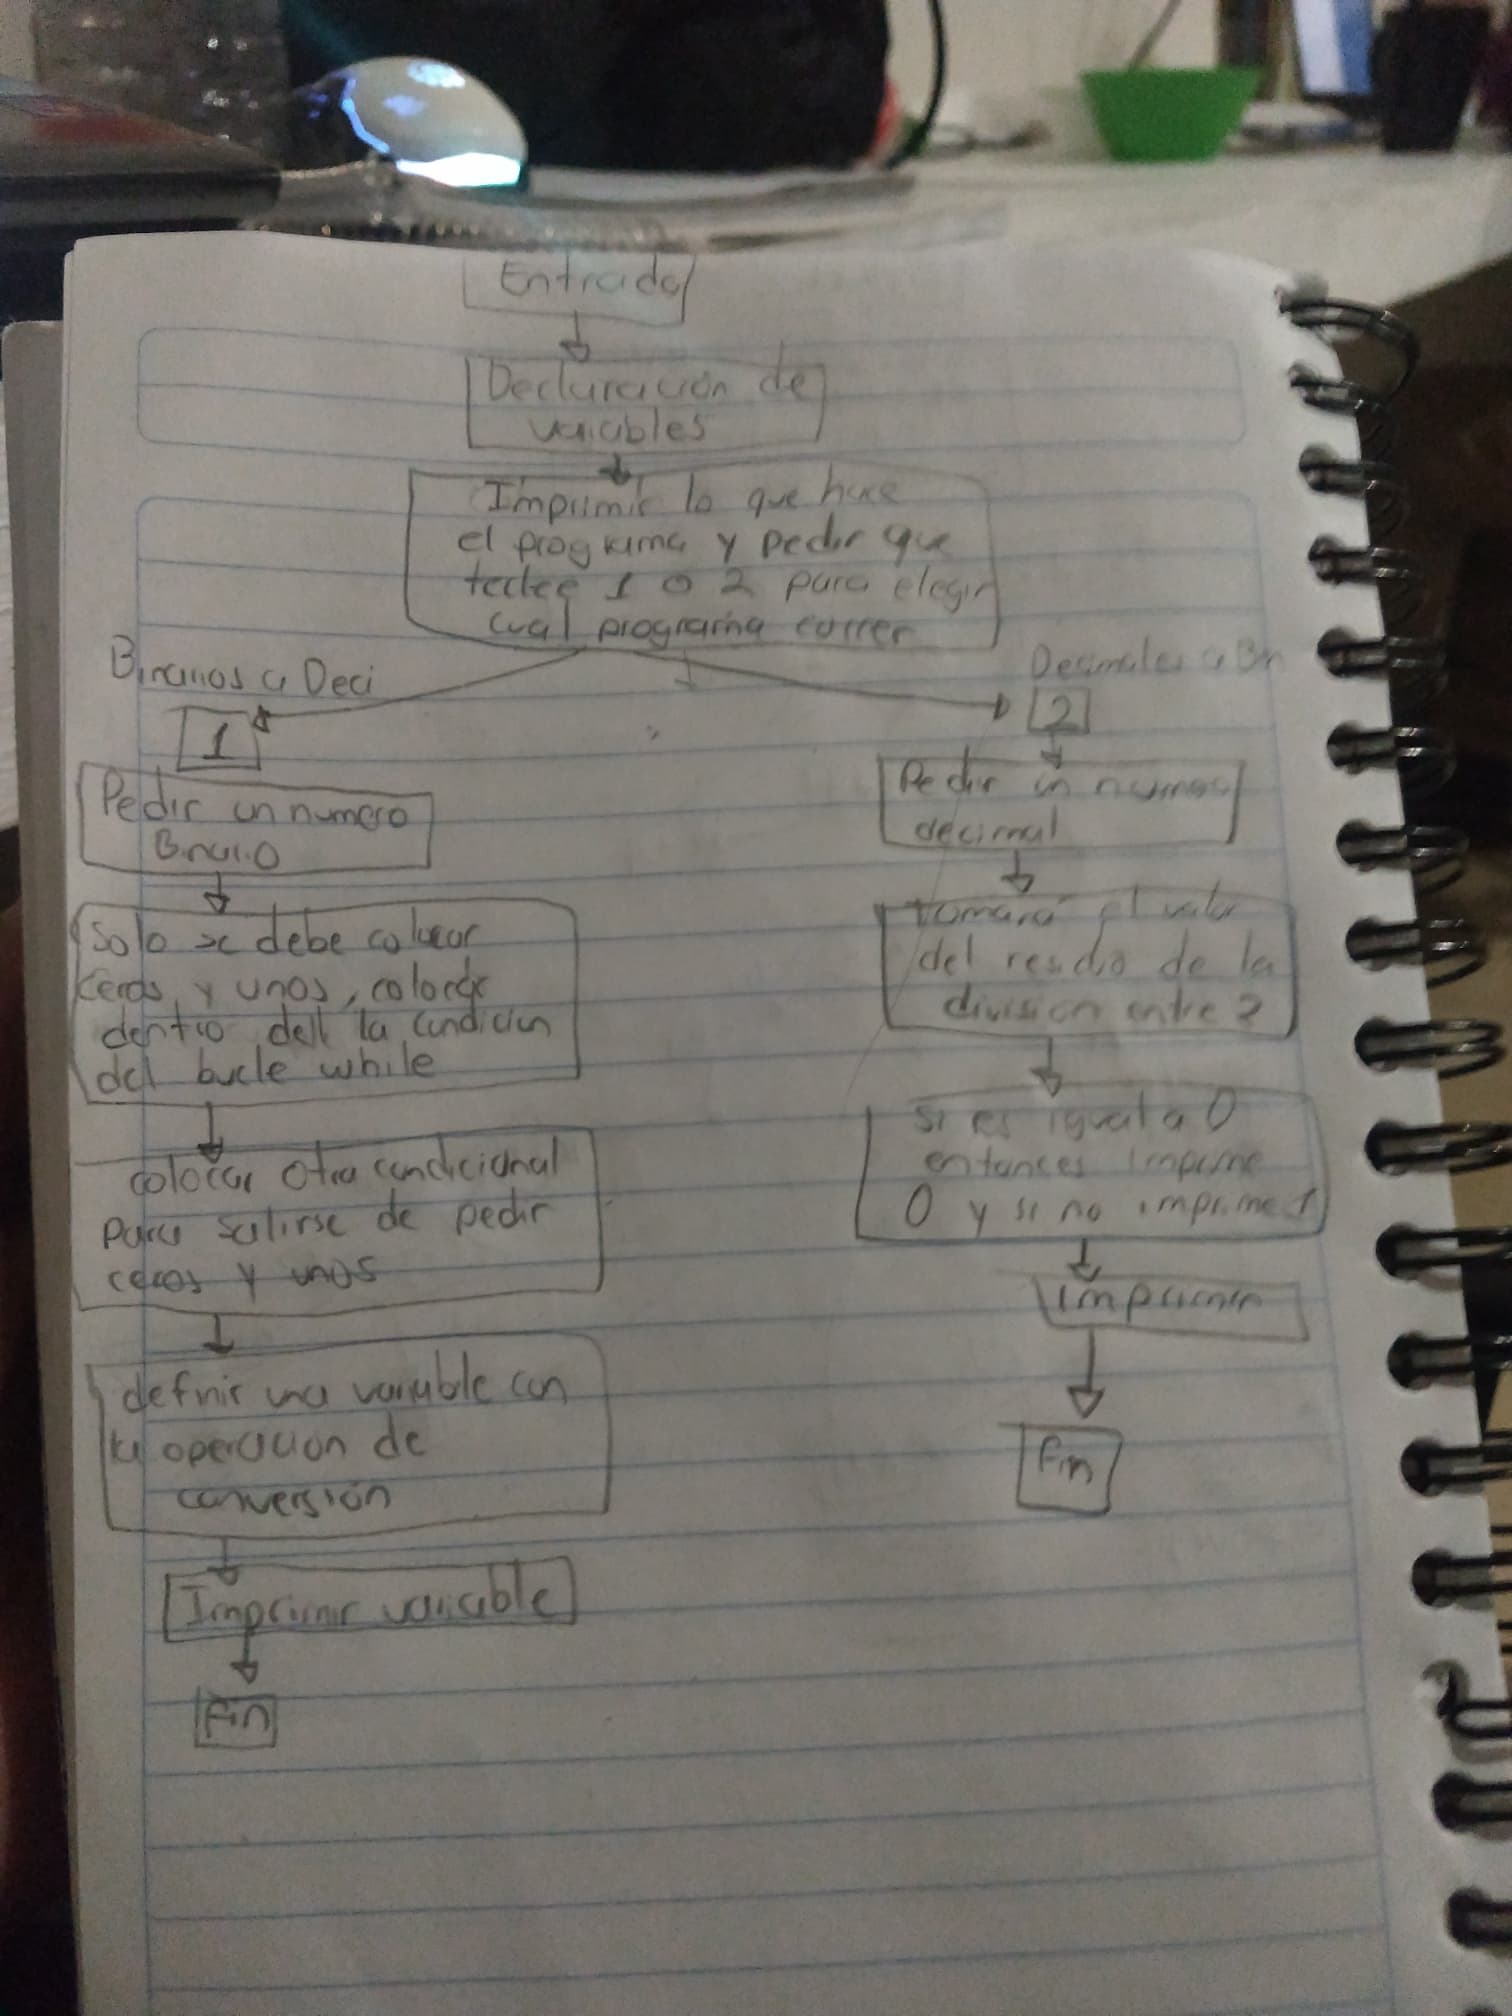 Entrada
Declaración de
variables
Imprimir lo que hace
el programa y pedir que
teclee 1 o 2 para elegir
cual programa correr
Binarios a Deci
1
Pedir un numero
Binario
Solo se debe colocar
Ceros y unos, colocar
dentro dell la condicion
del bucle while
colocar otra condicional
para salirse de pedir
ceros y unos
definir una variable con
la operacion de
conversión
Imprimir variable
Fin
Decimales a Bn
2
Pedir un numero
decimal
tomará el valor
del residuo de la
division entre 2
Si es igual a 0
entonces imprime
0 y si no imprime 1
imprimir
Fin